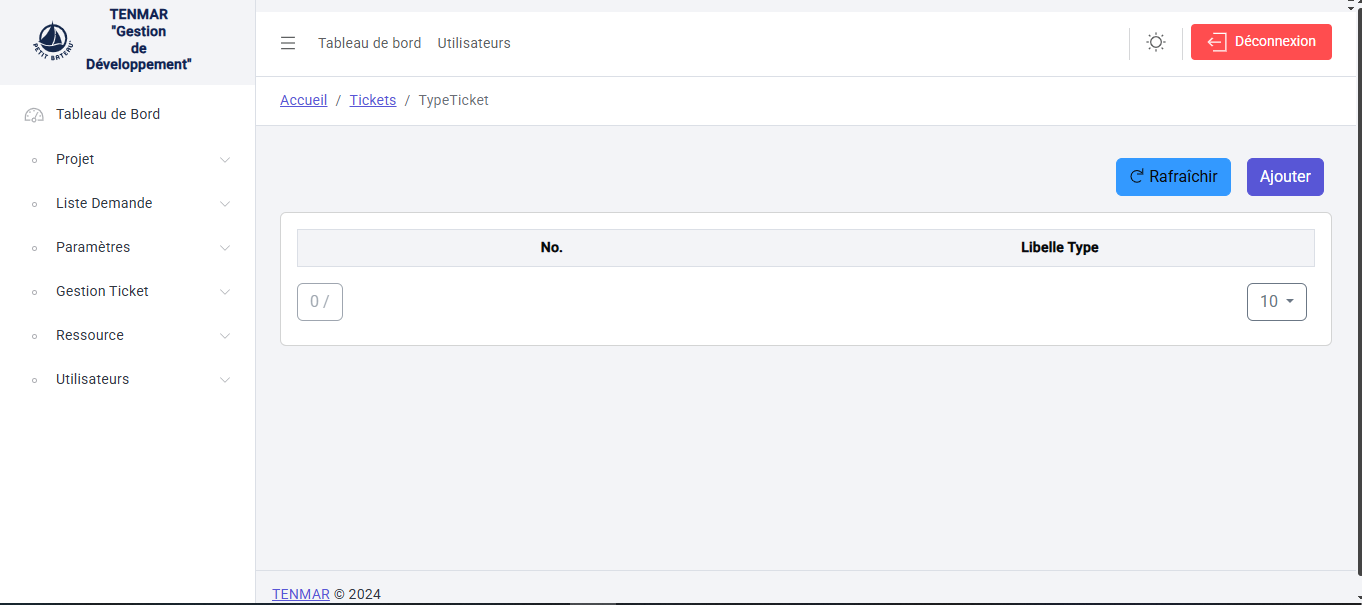 TENMAR
"Gestion
de
Développement"
PETIT BATEAU
Tableau de bord Utilisateurs
Déconnexion
Accueil / Tickets / TypeTicket
Tableau de Bord
Projet
Liste Demande
Paramètres
Gestion Ticket
Ressource
Utilisateurs
Rafraîchir Ajouter
No. Libelle Type
0 / 10
TENMAR © 2024